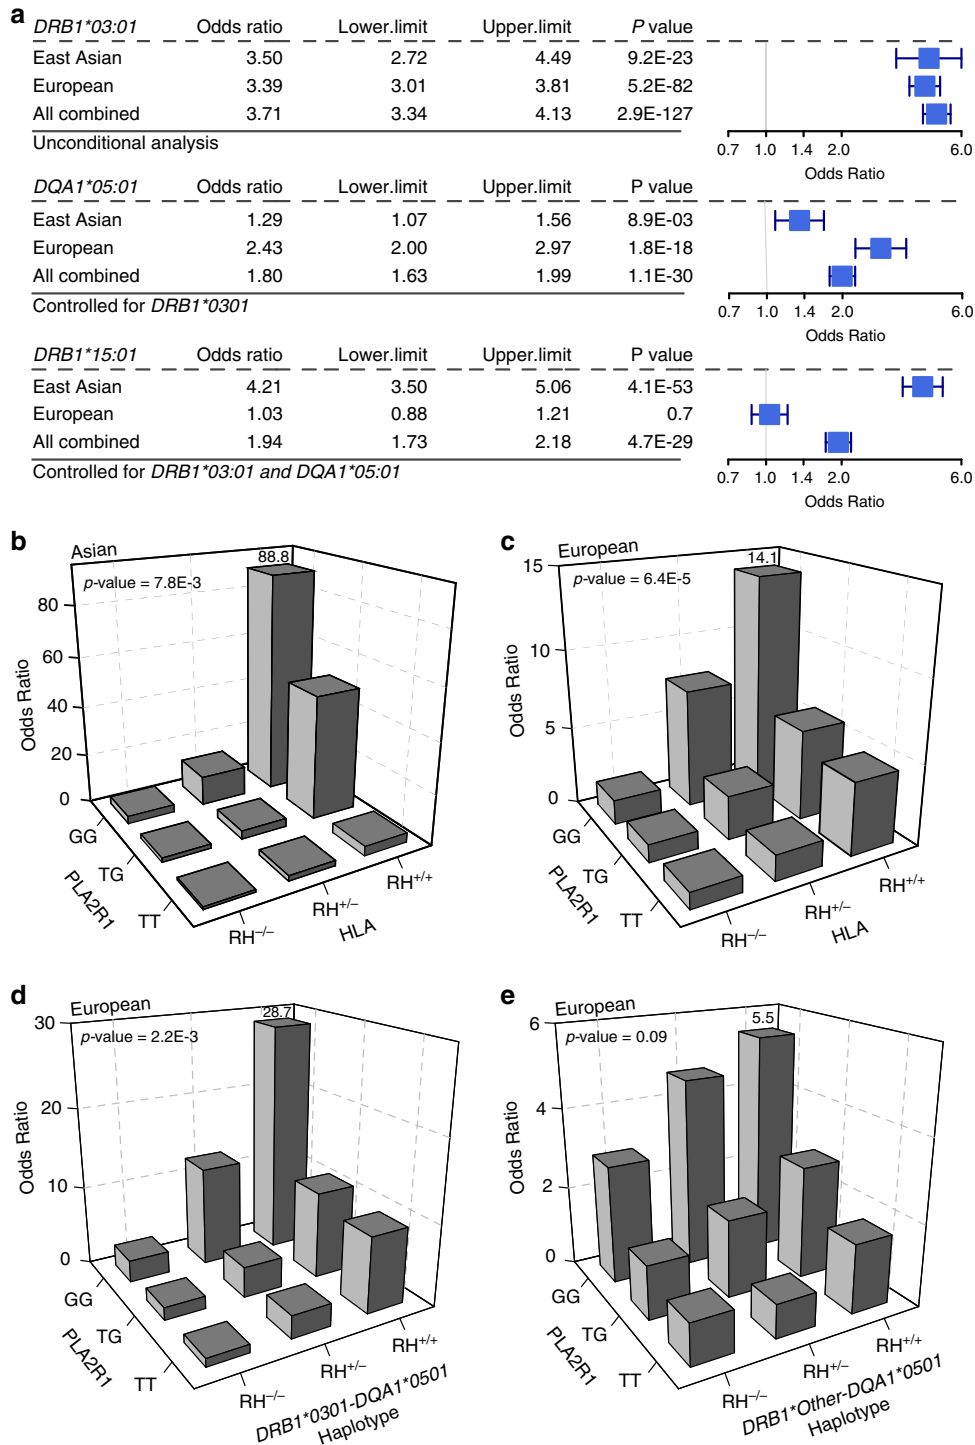 a
DRB1*03:01 Odds ratio Lower.limit Upper.limit P value
East Asian 3.50 2.72 4.49 9.2E-23
European 3.39 3.01 3.81 5.2E-82
All combined 3.71 3.34 4.13 2.9E-127
Unconditional analysis
0.7 1.0 1.4 2.0 6.0
Odds Ratio
DQA1*05:01 Odds ratio Lower.limit Upper.limit P value
East Asian 1.29 1.07 1.56 8.9E-03
European 2.43 2.00 2.97 1.8E-18
All combined 1.80 1.63 1.99 1.1E-30
Controlled for DRB1*0301
0.7 1.0 1.4 2.0 6.0
Odds Ratio
DRB1*15:01 Odds ratio Lower.limit Upper.limit P value
East Asian 4.21 3.50 5.06 4.1E-53
European 1.03 0.88 1.21 0.7
All combined 1.94 1.73 2.18 4.7E-29
Controlled for DRB1*03:01 and DQA1*05:01
0.7 1.0 1.4 2.0 6.0
Odds Ratio
b
Asian
88.8
p-value = 7.8E-3
80
60
40
20
0
Odds Ratio
GG
TG
TT
PLA2R1
RH–/–
RH+/–
RH+/+
HLA
c
European
14.1
p-value = 6.4E-5
15
10
5
0
Odds Ratio
GG
TG
TT
PLA2R1
RH–/–
RH+/–
RH+/+
HLA
d
European
28.7
p-value = 2.2E-3
30
20
10
0
Odds Ratio
GG
TG
TT
PLA2R1
RH–/–
RH+/–
RH+/+
DRB1*0301-DQA1*0501
Haplotype
e
European
5.5
p-value = 0.09
6
4
2
0
Odds Ratio
GG
TG
TT
PLA2R1
RH–/–
RH+/–
RH+/+
DRB1*Other-DQA1*0501
Haplotype